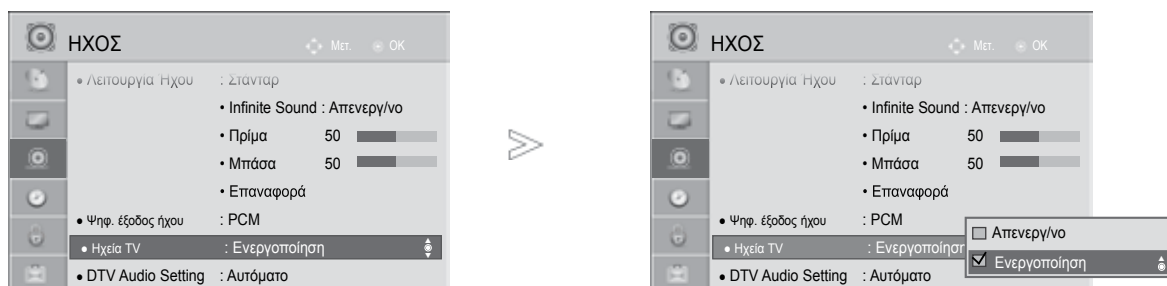 ΗΧΟΣ Μετ. OK
• Λειτουργία Ήχου : Στάνταρ
• Infinite Sound : Απενεργ/νο
• Πρίμα 50
• Μπάσα 50
• Επαναφορά
• Ψηφ. έξοδος ήχου : PCM
• Ηχεία TV : Ενεργοποίηση
• DTV Audio Setting : Αυτόματο
ΗΧΟΣ Μετ. OK
• Λειτουργία Ήχου : Στάνταρ
• Infinite Sound : Απενεργ/νο
• Πρίμα 50
• Μπάσα 50
• Επαναφορά
• Ψηφ. έξοδος ήχου : PCM
• Ηχεία TV : Ενεργοποίησ
Απενεργ/νο
Ενεργοποίηση
• DTV Audio Setting : Αυτόματο